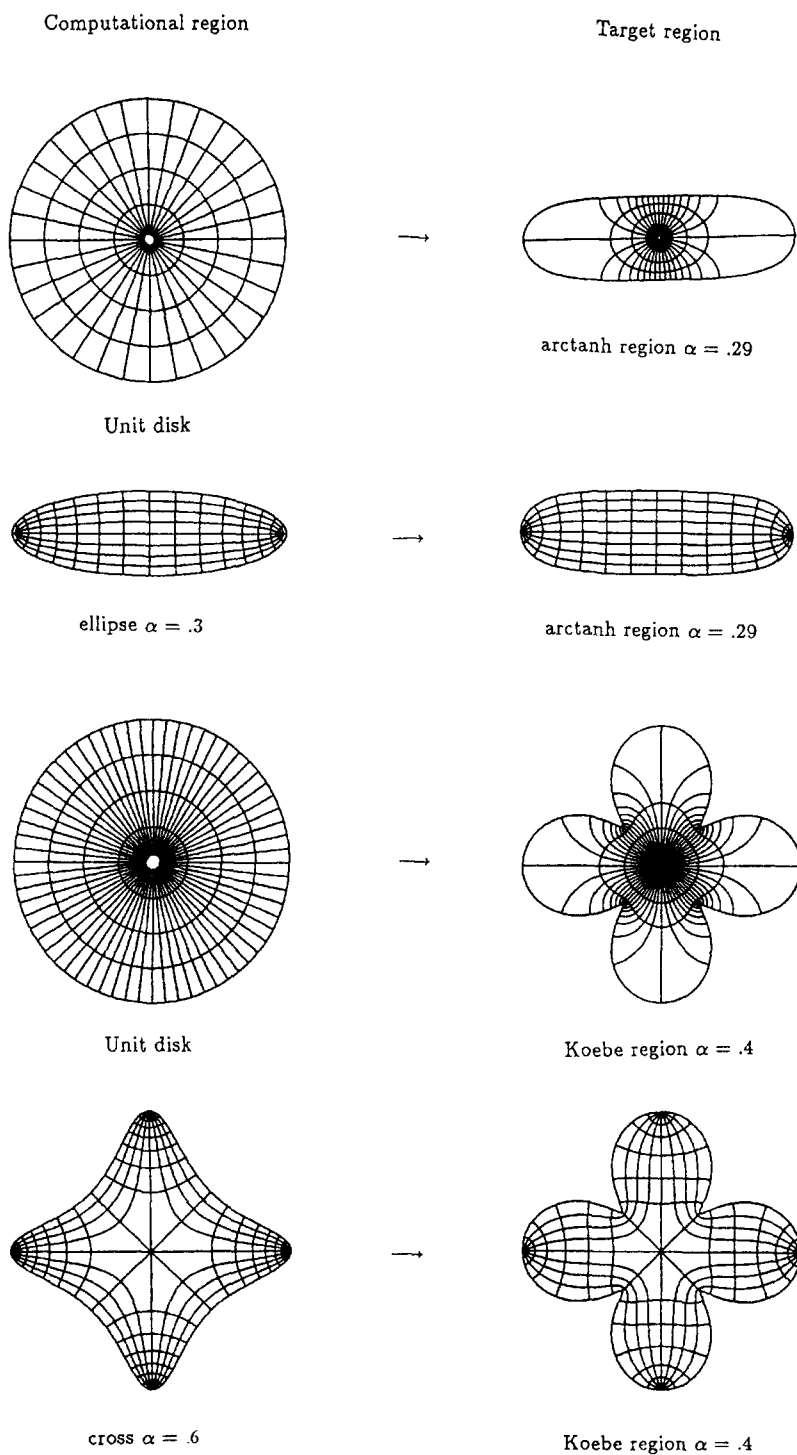 Computational region
Target region
→
arctanh region α = .29
Unit disk
→
ellipse α = .3
arctanh region α = .29
→
Unit disk
Koebe region α = .4
→
cross α = .6
Koebe region α = .4